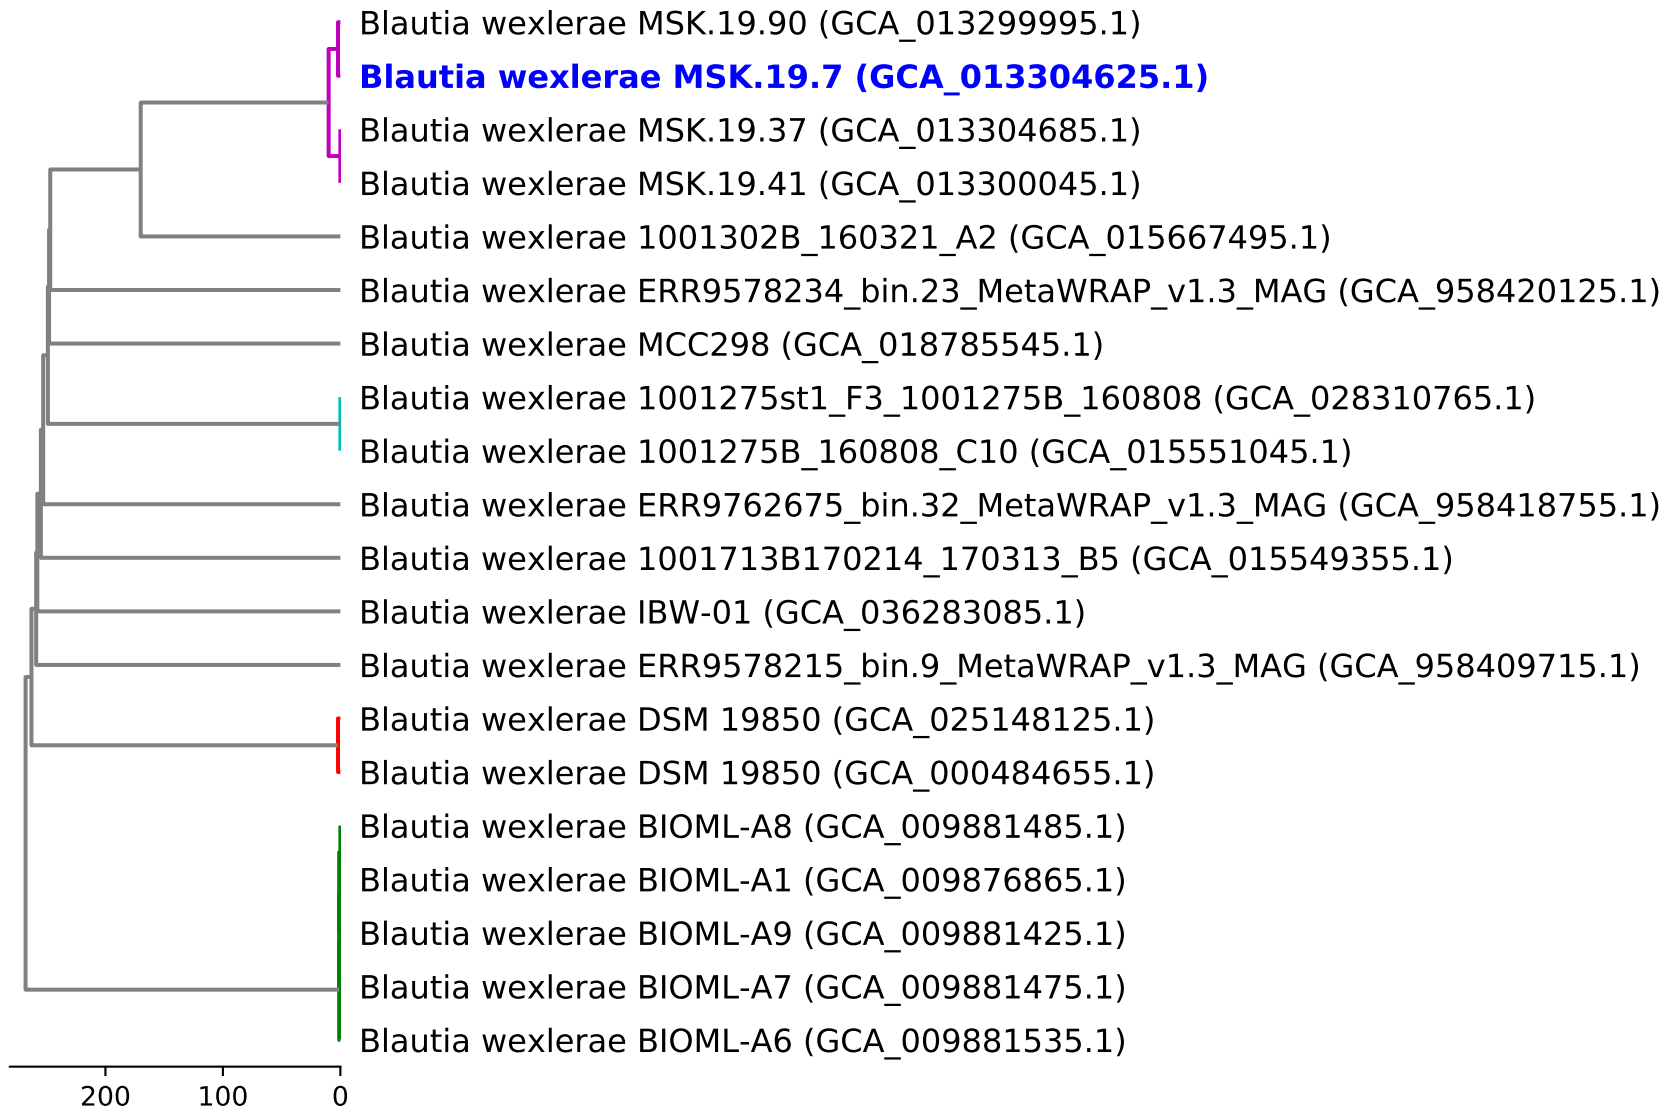 Blautia wexlerae MSK.19.90 (GCA_013299995.1)
Blautia wexlerae MSK.19.7 (GCA_013304625.1)
Blautia wexlerae MSK.19.37 (GCA_013304685.1)
Blautia wexlerae MSK.19.41 (GCA_013300045.1)
Blautia wexlerae 1001302B_160321_A2 (GCA_015667495.1)
Blautia wexlerae ERR9578234_bin.23_MetaWRAP_v1.3_MAG (GCA_958420125.1)
Blautia wexlerae MCC298 (GCA_018785545.1)
Blautia wexlerae 1001275st1_F3_1001275B_160808 (GCA_028310765.1)
Blautia wexlerae 1001275B_160808_C10 (GCA_015551045.1)
Blautia wexlerae ERR9762675_bin.32_MetaWRAP_v1.3_MAG (GCA_958418755.1)
Blautia wexlerae 1001713B170214_170313_B5 (GCA_015549355.1)
Blautia wexlerae IBW-01 (GCA_036283085.1)
Blautia wexlerae ERR9578215_bin.9_MetaWRAP_v1.3_MAG (GCA_958409715.1)
Blautia wexlerae DSM 19850 (GCA_025148125.1)
Blautia wexlerae DSM 19850 (GCA_000484655.1)
Blautia wexlerae BIOML-A8 (GCA_009881485.1)
Blautia wexlerae BIOML-A1 (GCA_009876865.1)
Blautia wexlerae BIOML-A9 (GCA_009881425.1)
Blautia wexlerae BIOML-A7 (GCA_009881475.1)
Blautia wexlerae BIOML-A6 (GCA_009881535.1)
200 100 0